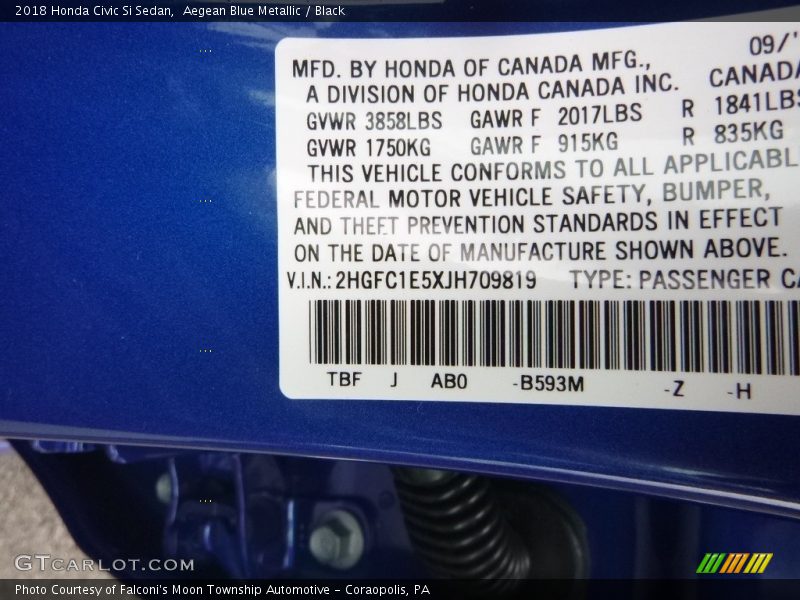 2018 Honda Civic Si Sedan, Aegean Blue Metallic / Black
09/'
MFD. BY HONDA OF CANADA MFG.,
A DIVISION OF HONDA CANADA INC. CANADA
GVWR 3858LBS GAWR F 2017LBS R 1841LBS
GVWR 1750KG GAWR F 915KG R 835KG
THIS VEHICLE CONFORMS TO ALL APPLICABL
FEDERAL MOTOR VEHICLE SAFETY, BUMPER,
AND THEFT PREVENTION STANDARDS IN EFFECT
ON THE DATE OF MANUFACTURE SHOWN ABOVE.
V.I.N.: 2HGFC1E5XJH709819 TYPE: PASSENGER CA
TBF J AB0 -B593M -Z -H
GTCARLOT.COM
Photo Courtesy of Falconi's Moon Township Automotive - Coraopolis, PA